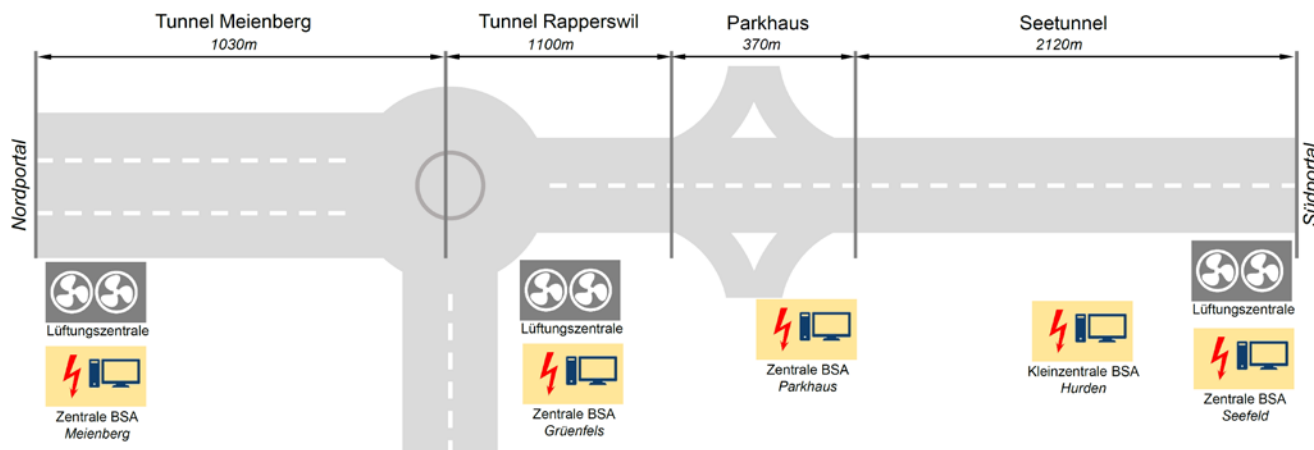 Tunnel Meienberg
1030m
Tunnel Rapperswil
1100m
Parkhaus
370m
Seetunnel
2120m
Nordportal
Südportal
Lüftungszentrale
Zentrale BSA
Meienberg
Lüftungszentrale
Zentrale BSA
Grüenfels
Zentrale BSA
Parkhaus
Kleinzentrale BSA
Hurden
Lüftungszentrale
Zentrale BSA
Seefeld